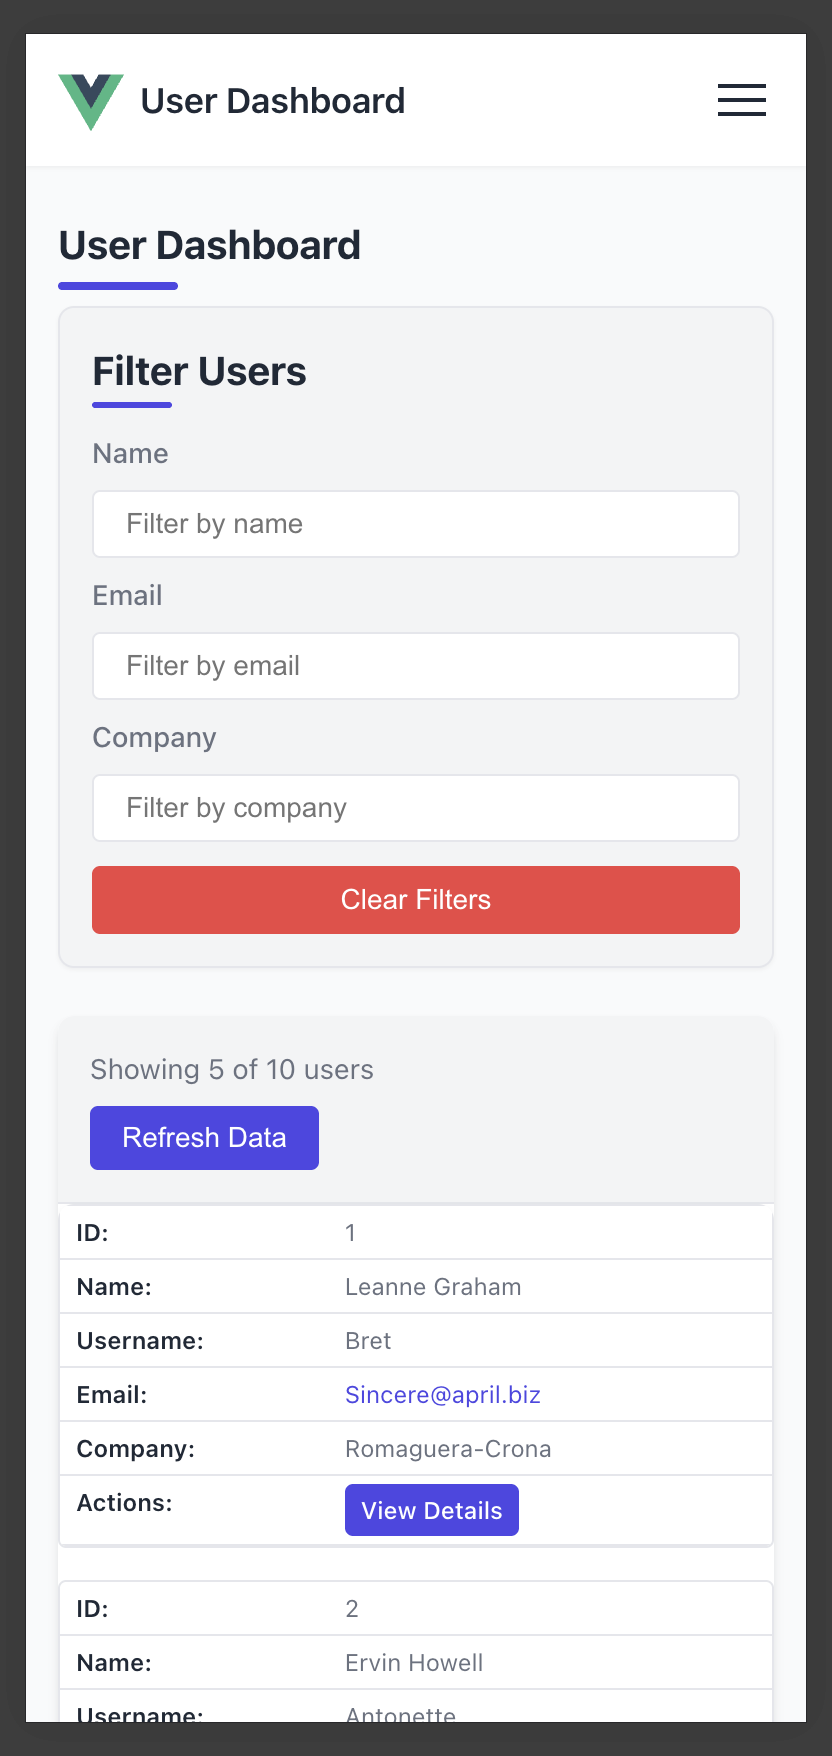 User Dashboard
User Dashboard
Filter Users
Name
Filter by name
Email
Filter by email
Company
Filter by company
Clear Filters
Showing 5 of 10 users
Refresh Data
ID: 1
Name: Leanne Graham
Username: Bret
Email: Sincere@april.biz
Company: Romaguera-Crona
Actions: View Details
ID: 2
Name: Ervin Howell
Username: Antonette